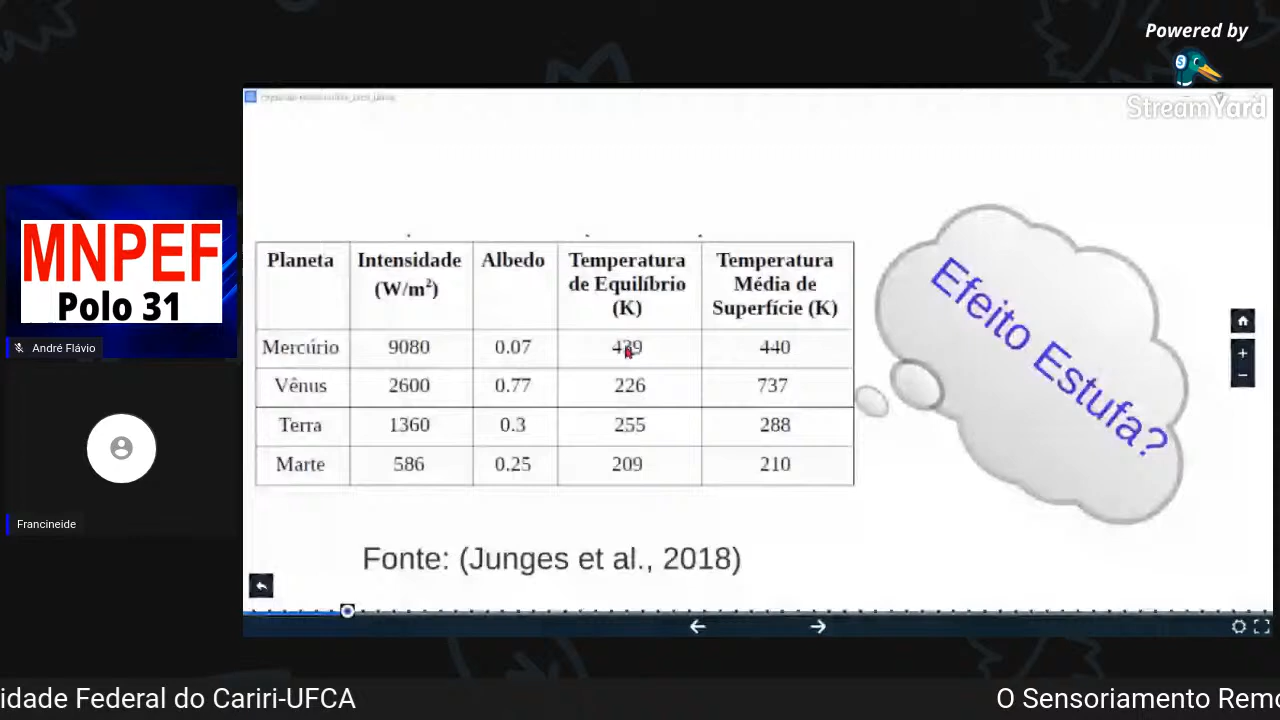 Powered by
StreamYard
MNPEF
Polo 31
André Flávio
Francineide
Planeta Intensidade (W/m²) Albedo Temperatura de Equilíbrio (K) Temperatura Média de Superfície (K)
Mercúrio 9080 0.07 439 440
Vênus 2600 0.77 226 737
Terra 1360 0.3 255 288
Marte 586 0.25 209 210
Efeito Estufa?
Fonte: (Junges et al., 2018)
idade Federal do Cariri-UFCA
O Sensoriamento Remo